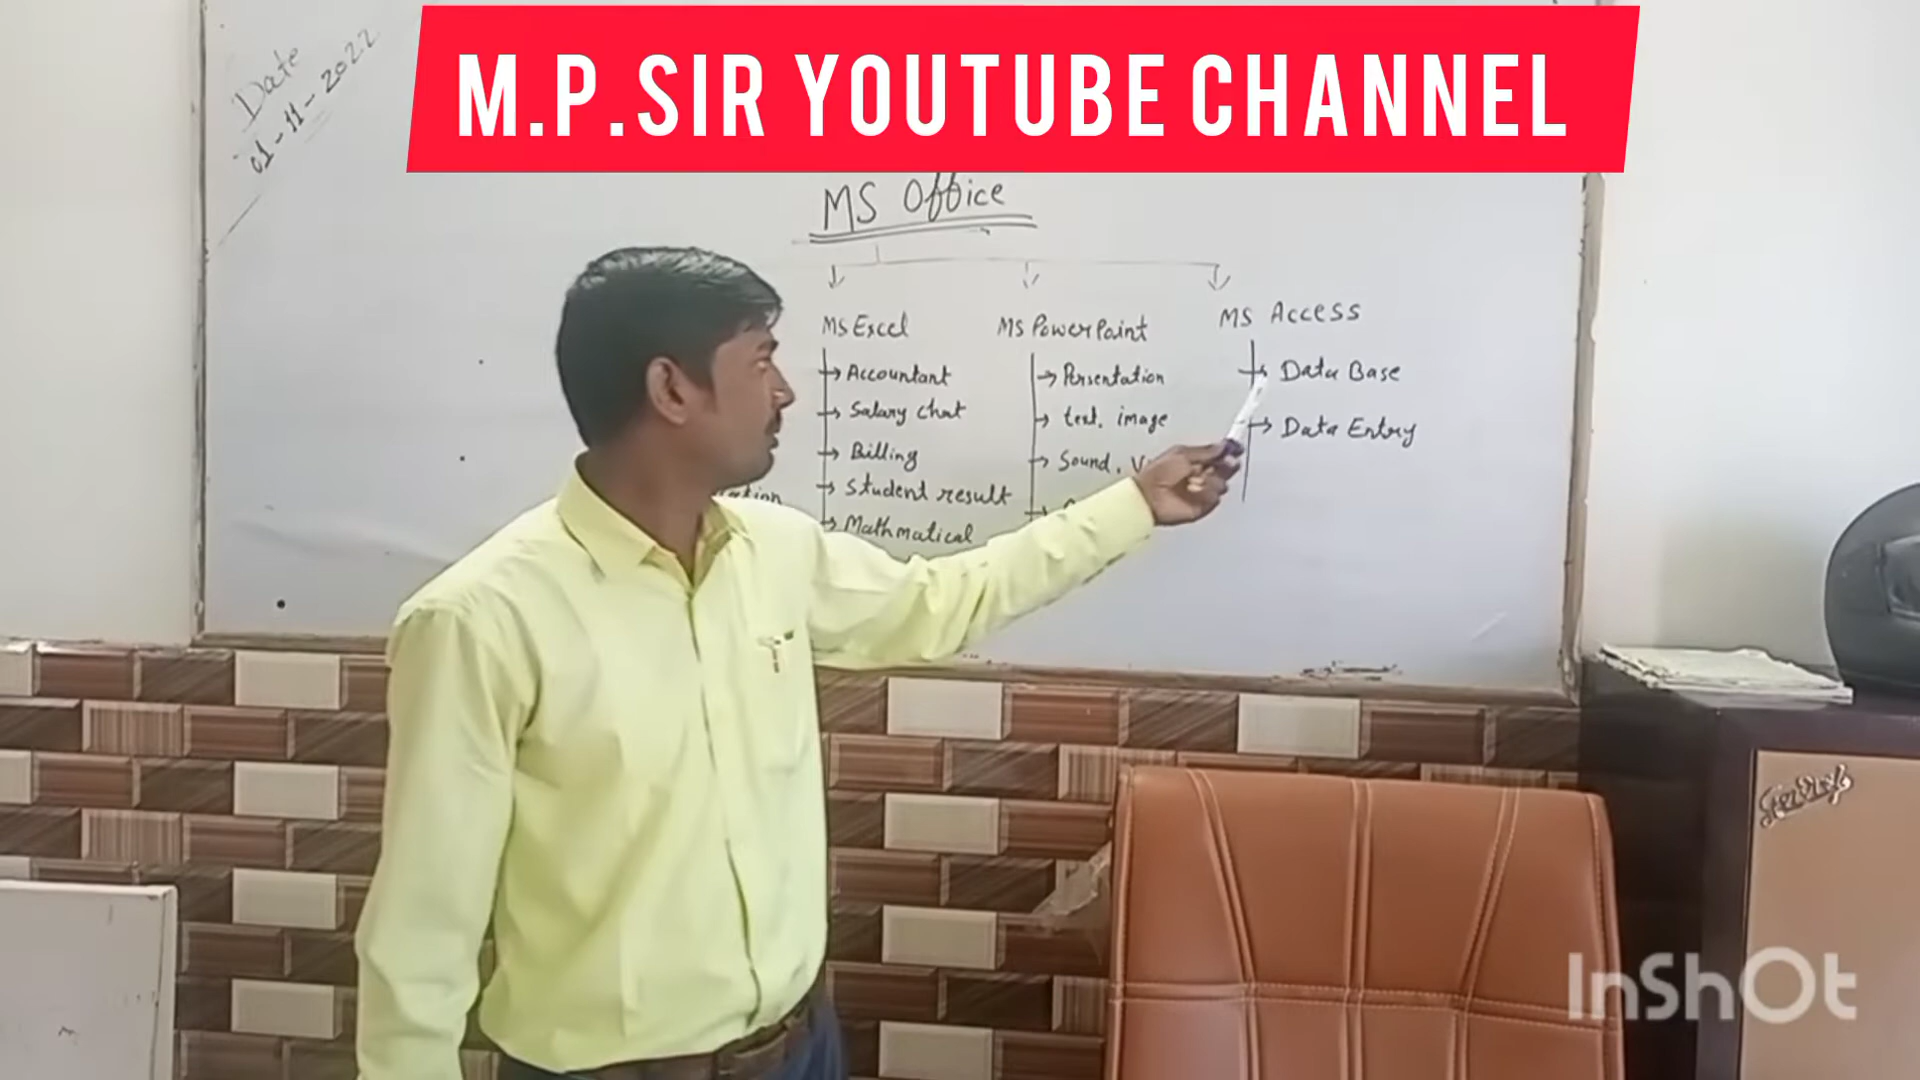 M.P.SIR YOUTUBE CHANNEL
Date
01-11-2022
MS Office
MS Excel
Accountant
Salary chat
Billing
Student result
Mathmatical
MS PowerPoint
Persentation
text, image
Sound,
MS Access
Data Base
Data Entry
InShOt